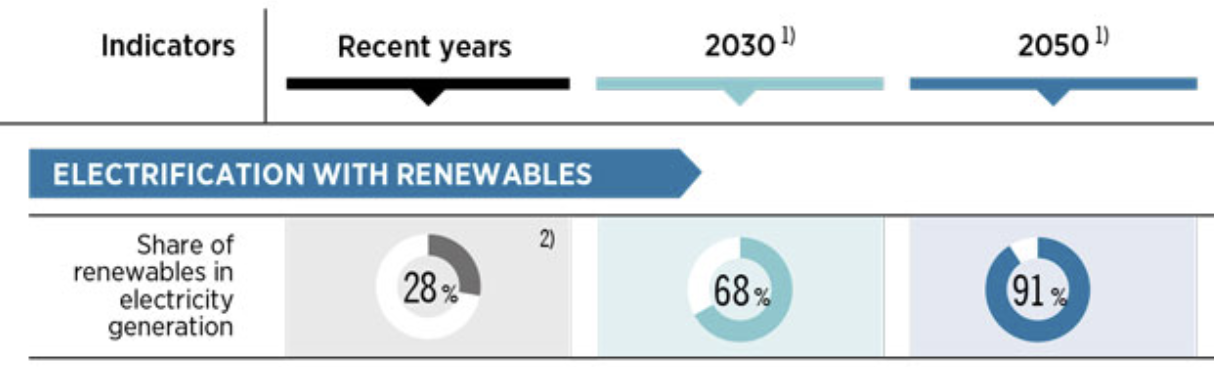 Indicators
Recent years
2030 1)
2050 1)
ELECTRIFICATION WITH RENEWABLES
Share of
renewables in
electricity
generation
28 %
2)
68 %
91 %